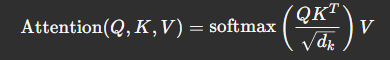 Attention(Q, K, V) = softmax(QK^T / √d_k) V